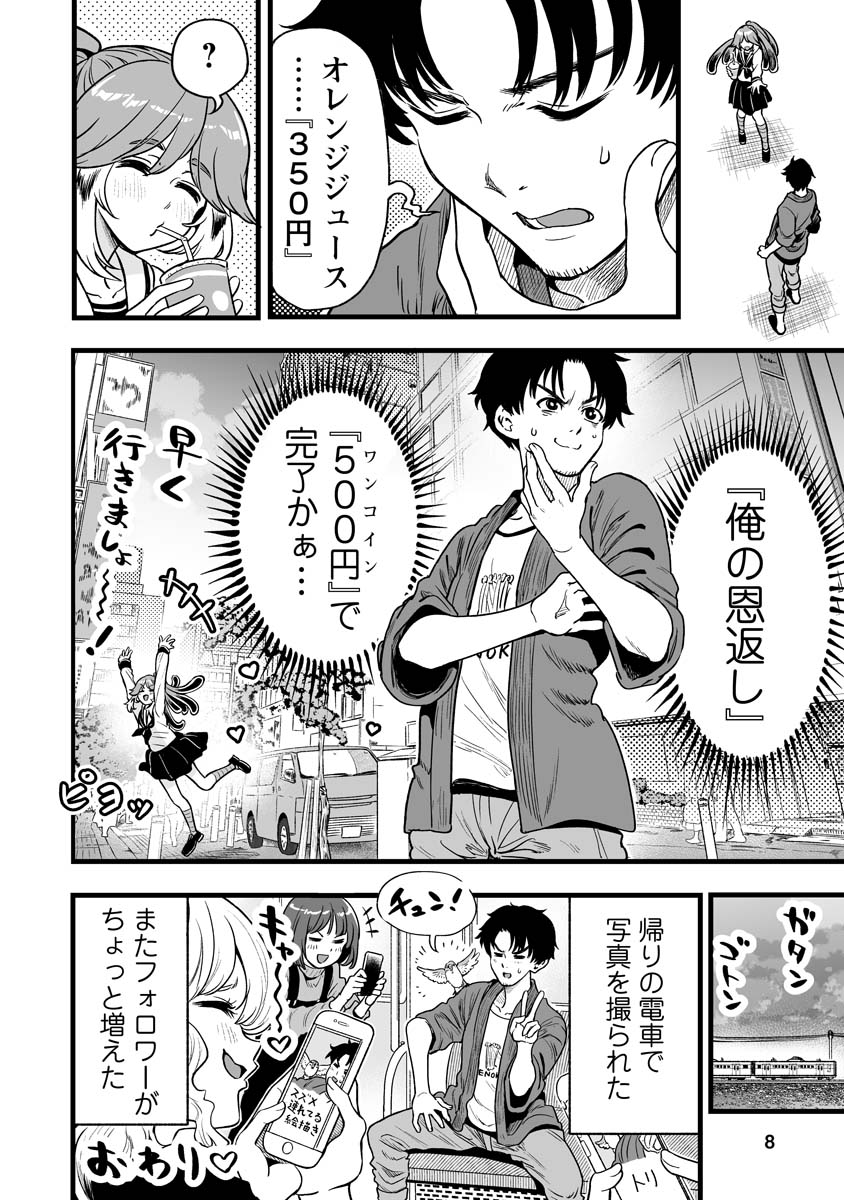 オレンジジュース
……『350円』
？
『俺の恩返し』
『500円』で
ワンコイン
完了かぁ…
早く
行きましょ
〜〜〜！
ピヨッ
ガタン
ゴトン
帰りの電車で
写真を撮られた
チュン！
ENOK
キャ〜〜〜♡
スズメ
連れてる
絵描き
トリ
またフォロワーが
ちょっと増えた
おわり♡
8